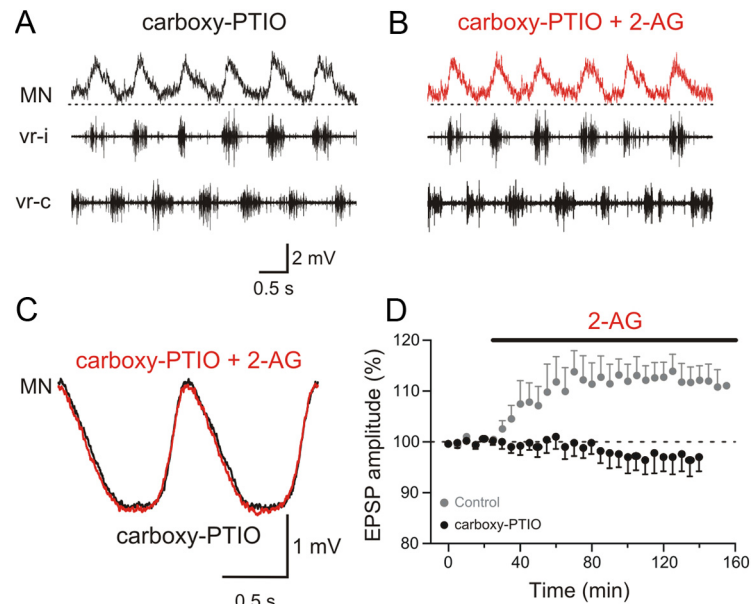 A
carboxy-PTIO
MN
vr-i
vr-c
2 mV
0.5 s
B
carboxy-PTIO + 2-AG
C
carboxy-PTIO + 2-AG
MN
carboxy-PTIO
1 mV
0.5 s
D
2-AG
EPSP amplitude (%)
120
110
100
90
80
Control
carboxy-PTIO
0
40
80
120
160
Time (min)